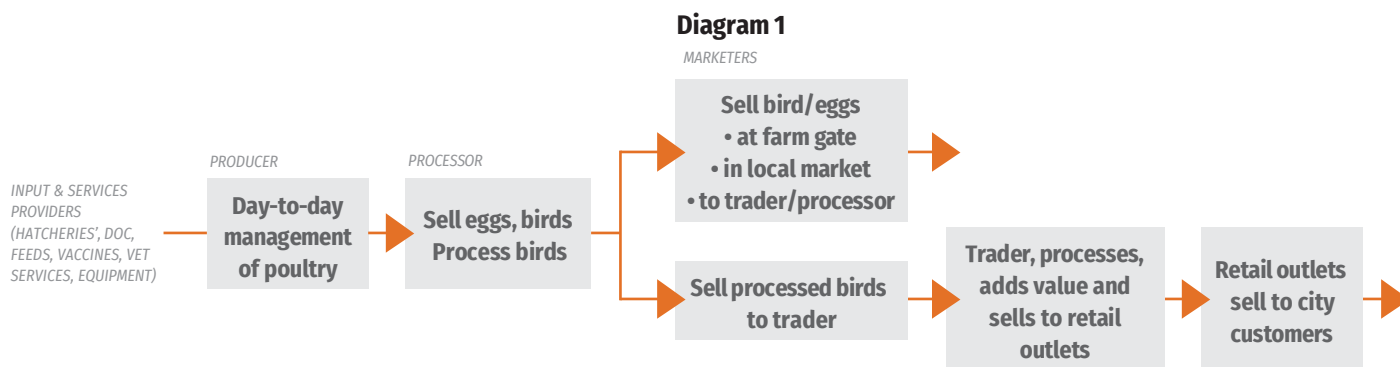 Diagram 1
MARKETERS
Sell bird/eggs
• at farm gate
• in local market
• to trader/processor
PRODUCER
PROCESSOR
INPUT & SERVICES
PROVIDERS
(HATCHERIES’, DOC,
FEEDS, VACCINES, VET
SERVICES, EQUIPMENT)
Day-to-day
management
of poultry
Sell eggs, birds
Process birds
Sell processed birds
to trader
Trader, processes,
adds value and
sells to retail
outlets
Retail outlets
sell to city
customers